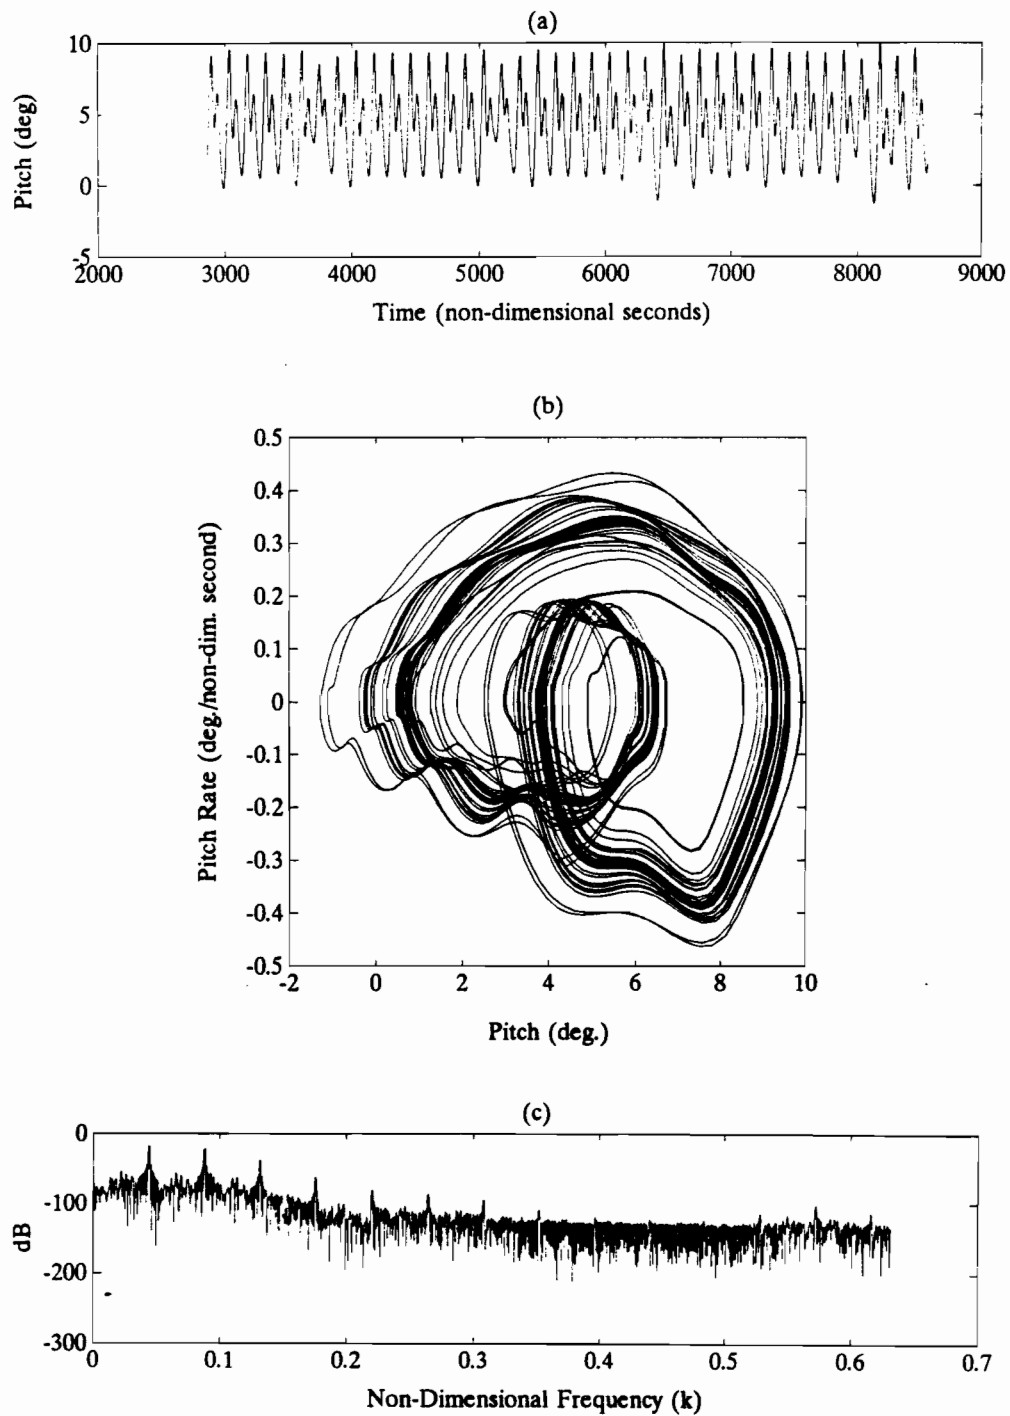 (a)
10
5
0
-5
Pitch (deg)
2000 3000 4000 5000 6000 7000 8000 9000
Time (non-dimensional seconds)
(b)
0.5
0.4
0.3
0.2
0.1
0
-0.1
-0.2
-0.3
-0.4
-0.5
Pitch Rate (deg./non-dim. second)
-2 0 2 4 6 8 10
Pitch (deg.)
(c)
0
-100
-200
-300
dB
0 0.1 0.2 0.3 0.4 0.5 0.6 0.7
Non-Dimensional Frequency (k)